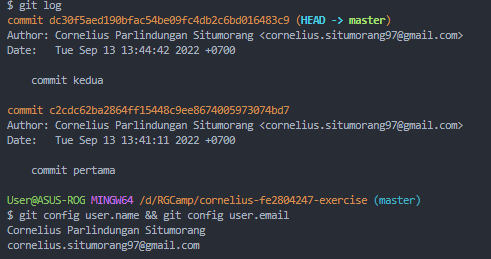 $ git log
commit dc30f5aed190bfac54be09fc4db2c6bd016483c9 (HEAD -> master)
Author: Cornelius Parlindungan Situmorang <cornelius.situmorang97@gmail.com>
Date:   Tue Sep 13 13:44:42 2022 +0700
    commit kedua
commit c2cdc62ba2864ff15448c9ee8674005973074bd7
Author: Cornelius Parlindungan Situmorang <cornelius.situmorang97@gmail.com>
Date:   Tue Sep 13 13:41:11 2022 +0700
    commit pertama
User@ASUS-ROG MINGW64 /d/RGCamp/cornelius-fe2804247-exercise (master)
$ git config user.name && git config user.email
Cornelius Parlindungan Situmorang
cornelius.situmorang97@gmail.com